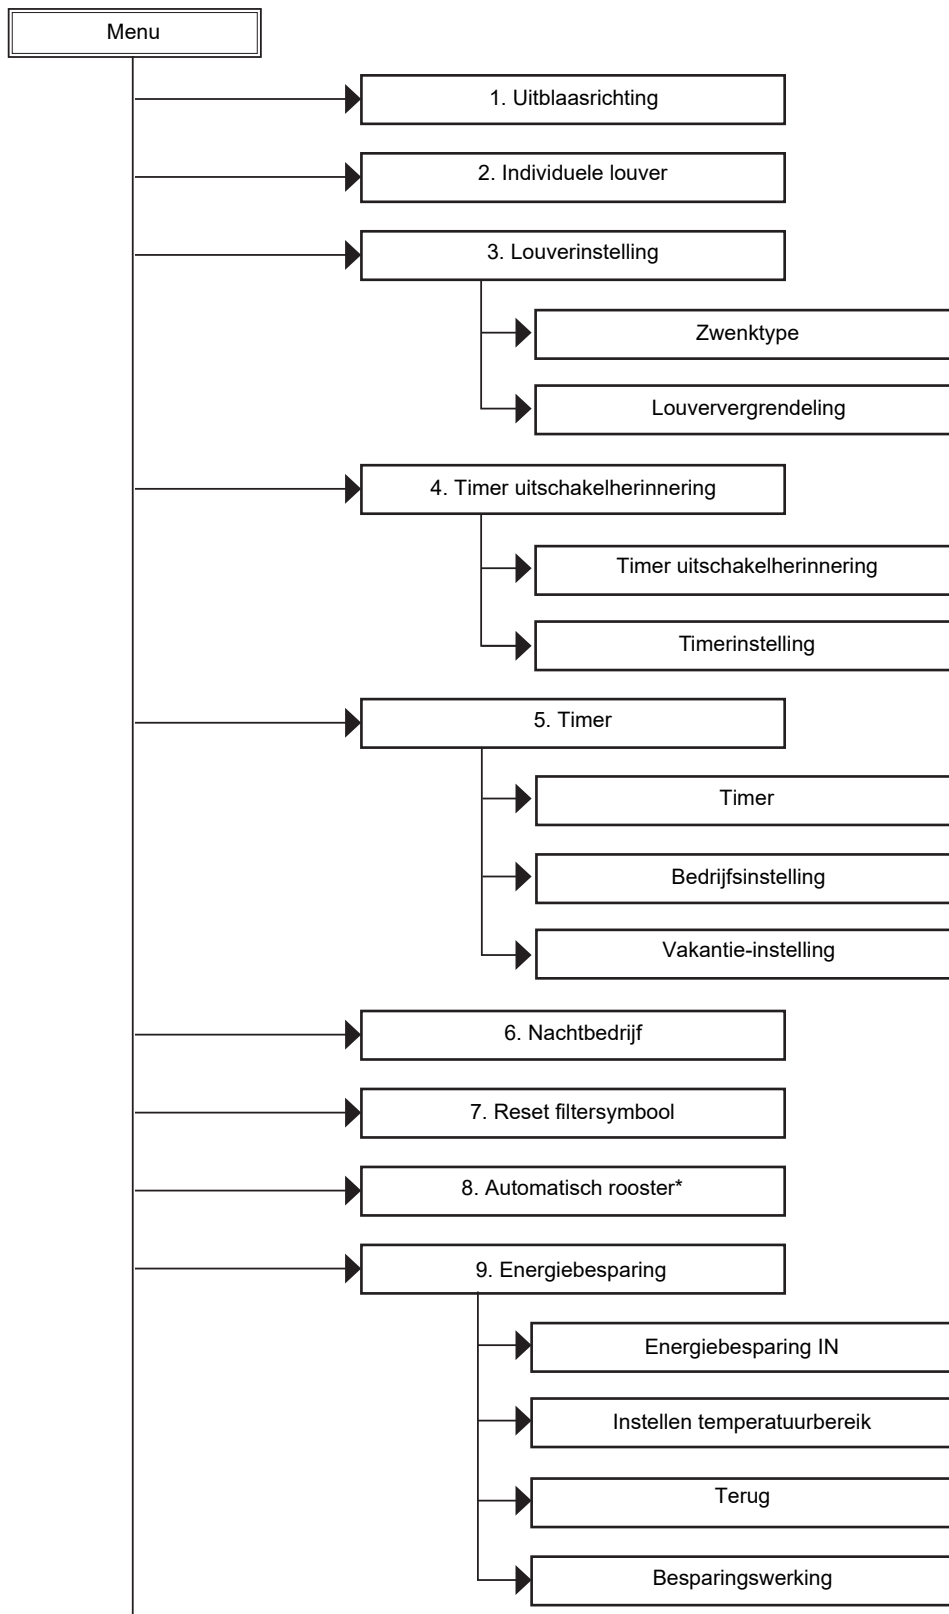 Menu
1. Uitblaasrichting
2. Individuele louver
3. Louverinstelling
Zwenktype
Louververgrendeling
4. Timer uitschakelherinnering
Timer uitschakelherinnering
Timerinstelling
5. Timer
Timer
Bedrijfsinstelling
Vakantie-instelling
6. Nachtbedrijf
7. Reset filtersymbool
8. Automatisch rooster*
9. Energiebesparing
Energiebesparing IN
Instellen temperatuurbereik
Terug
Besparingswerking